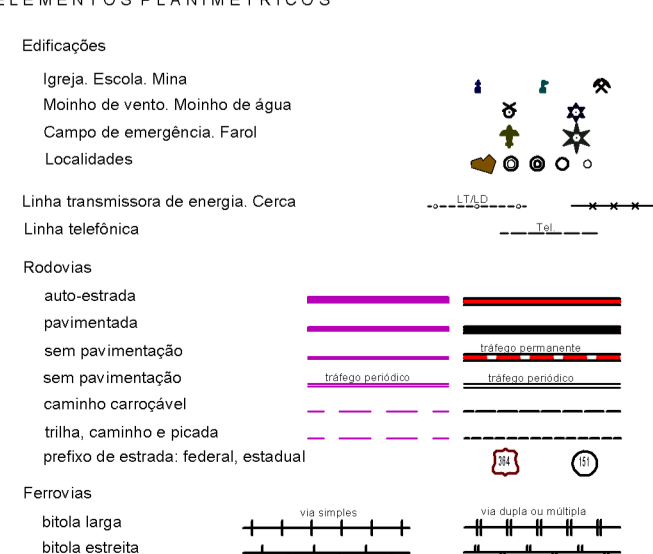 ELEMENTOS PLANIMÉTRICOS
Edificações
Igreja. Escola. Mina
Moinho de vento. Moinho de água
Campo de emergência. Farol
Localidades
Linha transmissora de energia. Cerca LT/LD
Linha telefônica Tel.
Rodovias
auto-estrada
pavimentada
sem pavimentação tráfego permanente
sem pavimentação tráfego periódico tráfego periódico
caminho carroçável
trilha, caminho e picada
prefixo de estrada: federal, estadual 364 151
Ferrovias
bitola larga via simples via dupla ou múltipla
bitola estreita